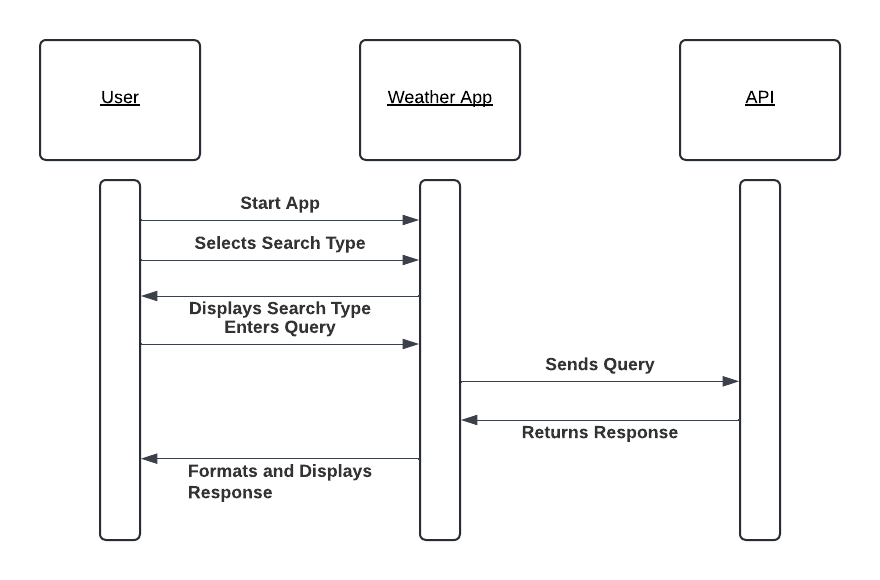 User
Weather App
API
Start App
Selects Search Type
Displays Search Type
Enters Query
Sends Query
Returns Response
Formats and Displays
Response